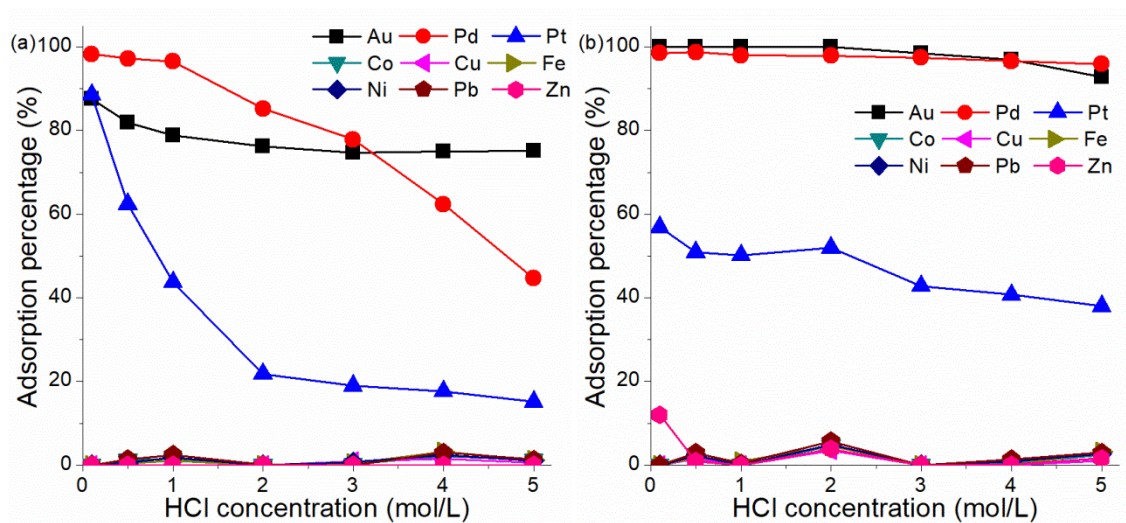 (a)
Adsorption percentage (%)
100
80
60
40
20
0
Au Pd Pt
Co Cu Fe
Ni Pb Zn
0 1 2 3 4 5
HCl concentration (mol/L)
(b)
Adsorption percentage (%)
100
80
60
40
20
0
Au Pd Pt
Co Cu Fe
Ni Pb Zn
0 1 2 3 4 5
HCl concentration (mol/L)